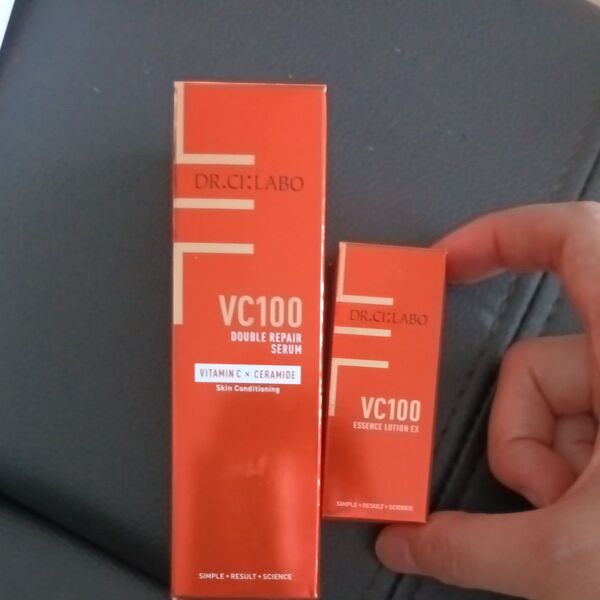 DR.CI:LABO
VC100
DOUBLE REPAIR
SERUM
VITAMIN C × CERAMIDE
Skin Conditioning
SIMPLE • RESULT • SCIENCE
DR.CI:LABO
VC100
ESSENCE LOTION EX
SIMPLE • RESULT • SCIENCE